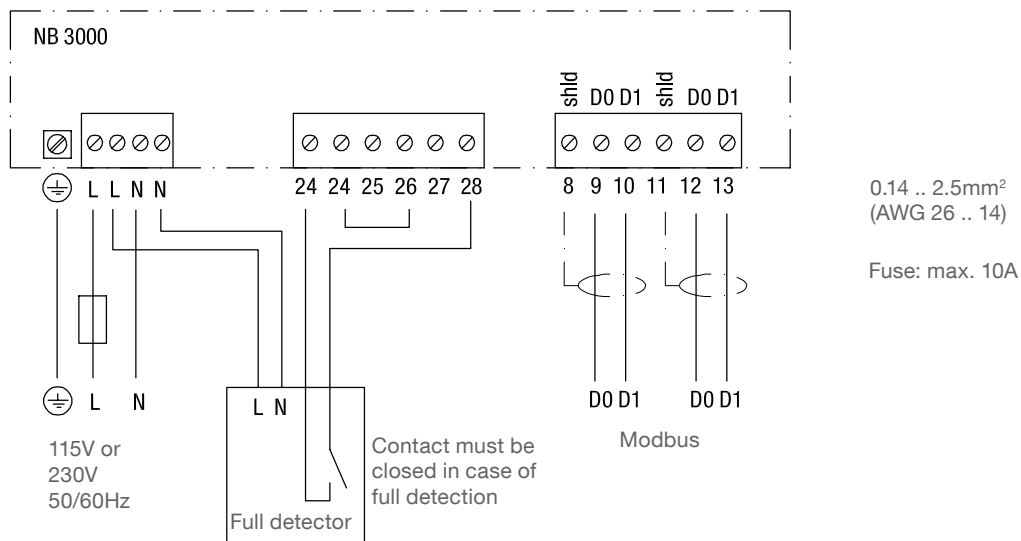 NB 3000
shld D0 D1 shld D0 D1
L L N N
24 24 25 26 27 28
8 9 10 11 12 13
0.14 .. 2.5mm²
(AWG 26 .. 14)
Fuse: max. 10A
L N
L N
D0 D1 D0 D1
115V or
230V
50/60Hz
Full detector
Contact must be
closed in case of
full detection
Modbus